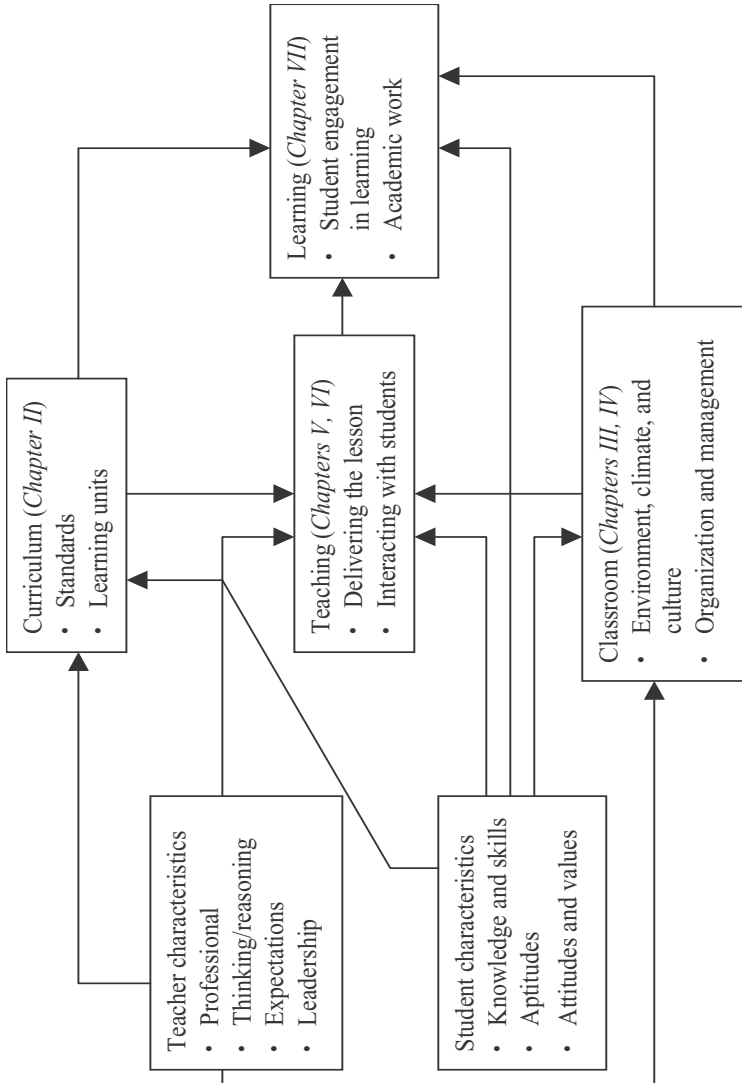 Teacher characteristics
• Professional
• Thinking/reasoning
• Expectations
• Leadership
Student characteristics
• Knowledge and skills
• Aptitudes
• Attitudes and values
Curriculum (Chapter II)
• Standards
• Learning units
Teaching (Chapters V, VI)
• Delivering the lesson
• Interacting with students
Classroom (Chapters III, IV)
• Environment, climate, and
culture
• Organization and management
Learning (Chapter VII)
• Student engagement
in learning
• Academic work